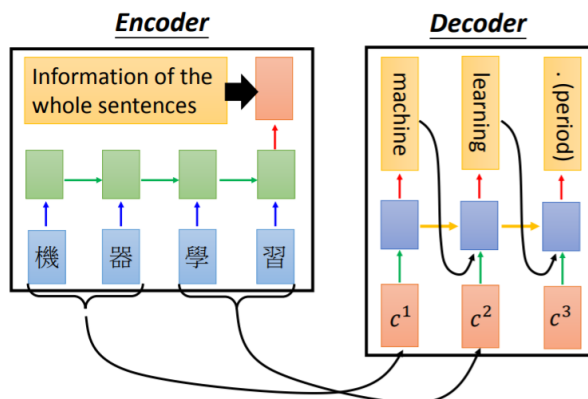 Encoder
Decoder
Information of the
whole sentences
機 器 學 習
machine
learning
. (period)
c¹ c² c³